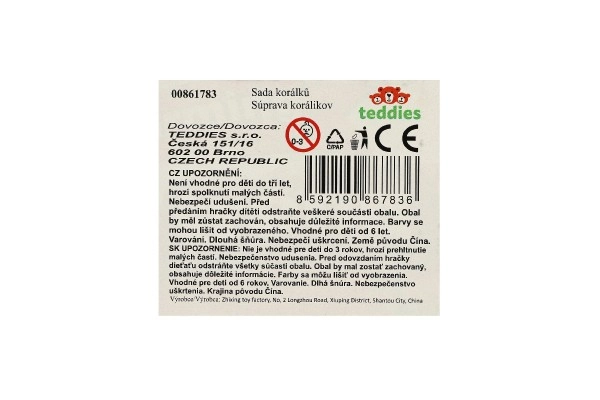 00861783
Sada korálků
Súprava korálikov
teddies
Dovozce/Dovozca:
TEDDIES s.r.o.
Česká 151/16
602 00 Brno
CZECH REPUBLIC
0-3
C/PAP
CE
8 592190 867836
CZ UPOZORNĚNÍ:
Není vhodné pro děti do tří let,
hrozí spolknutí malých částí.
Nebezpečí udušení. Před
předáním hračky dítěti odstraňte veškeré součásti obalu. Obal
by měl zůstat zachován, obsahuje důležité informace. Barvy se
mohou lišit od vyobrazeného. Vhodné pro děti od 6 let.
Varování. Dlouhá šňůra. Nebezpečí uškrcení. Země původu Čína.
SK UPOZORNENIE: Nie je vhodné pre deti do 3 rokov, hrozí prehltnutie
malých častí. Nebezpečenstvo udusenia. Pred odovzdaním hračky
dieťaťu odstráňte všetky súčasti obalu. Obal by mal zostať zachovaný,
obsahuje dôležité informácie. Farby sa môžu líšiť od vyobrazeného.
Vhodné pre deti od 6 rokov, Varovanie. Dlhá šnúra. Nebezpečenstvo
uškrtenia. Krajina pôvodu Čína.
Výrobce/Výrobca: Zhixing toy factory, No, 2 Longzhou Road, Xiuping District, Shantou City, China